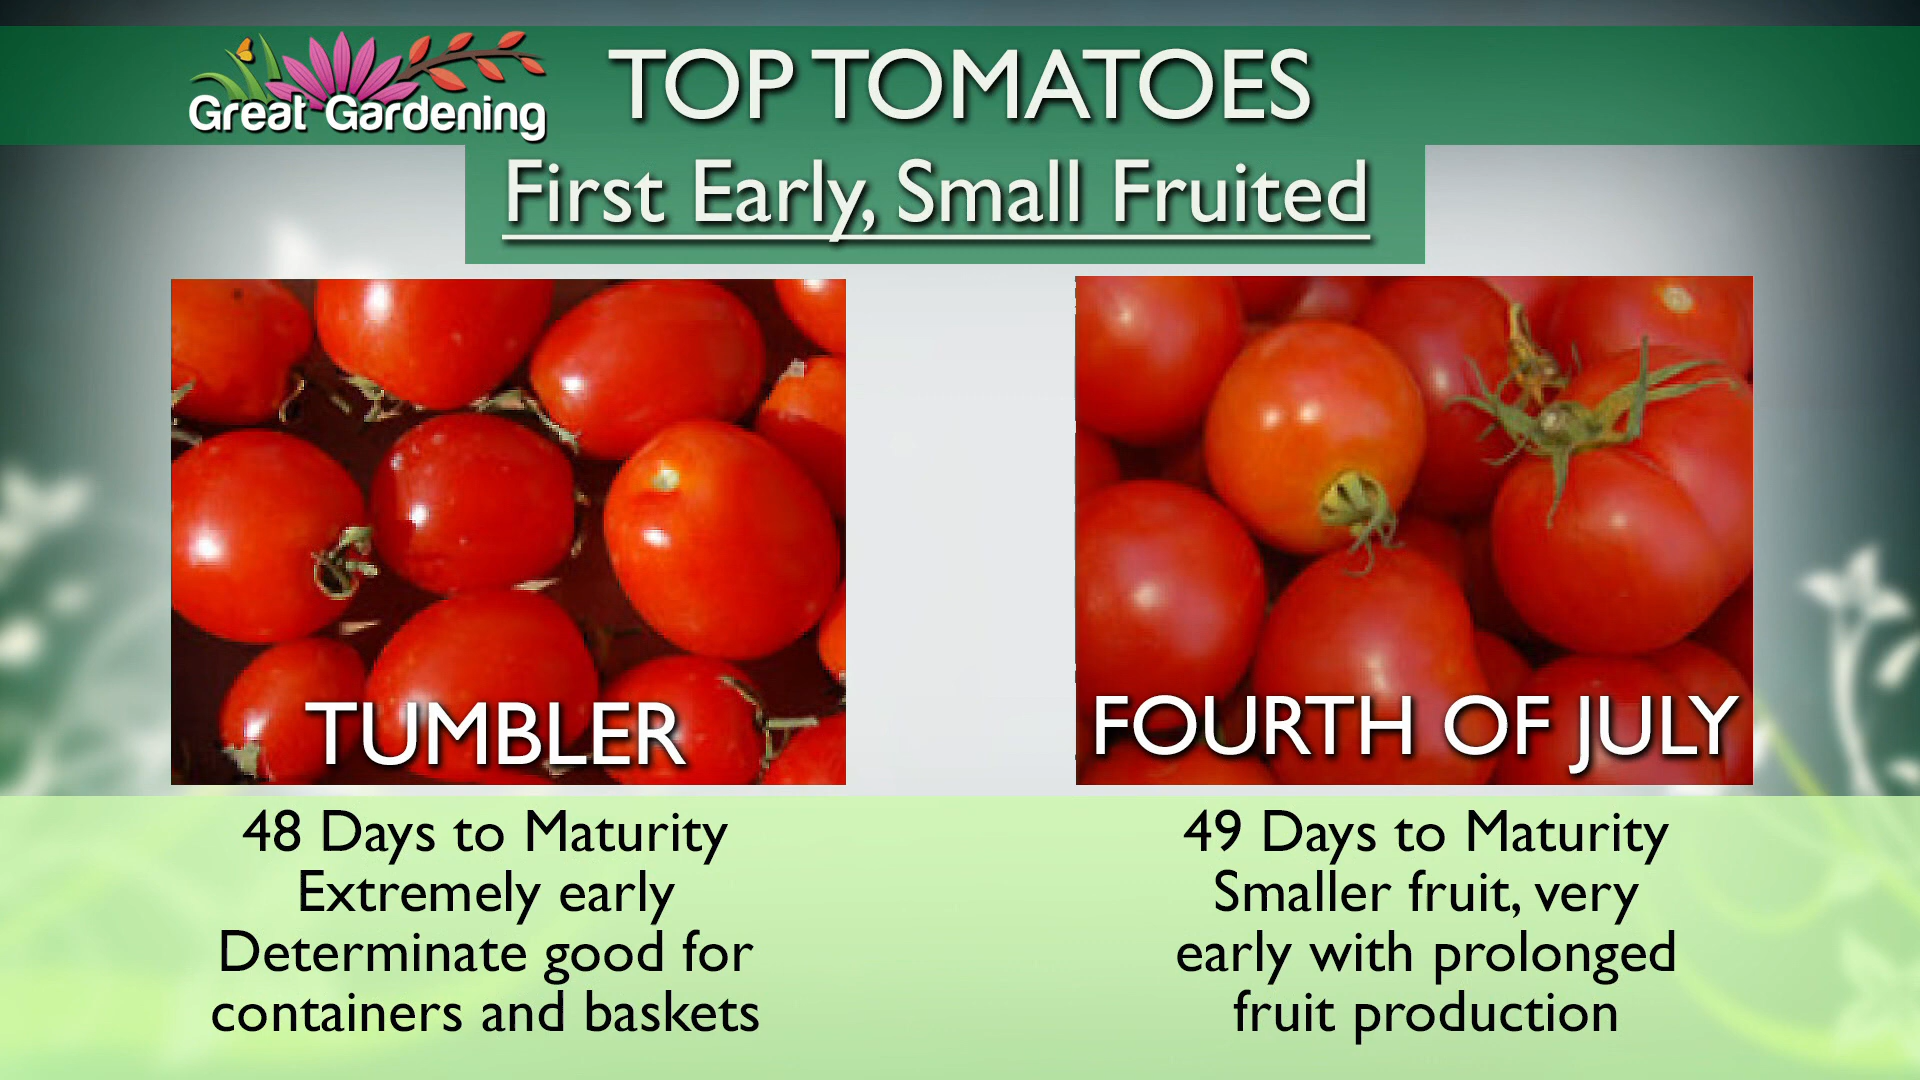 Great Gardening
TOP TOMATOES
First Early, Small Fruited
TUMBLER
48 Days to Maturity
Extremely early
Determinate good for
containers and baskets
FOURTH OF JULY
49 Days to Maturity
Smaller fruit, very
early with prolonged
fruit production